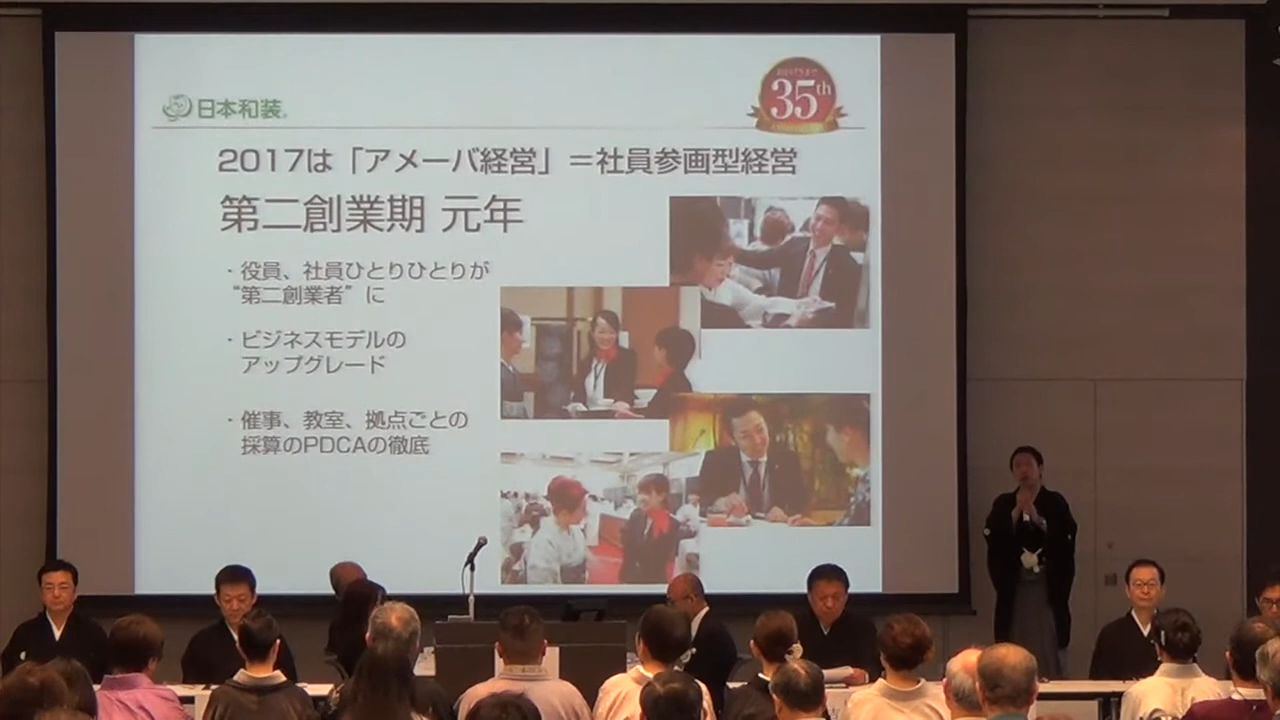 日本和装
35th
2017は「アメーバ経営」＝社員参画型経営
第二創業期 元年
・役員、社員ひとりひとりが
“第二創業者”に
・ビジネスモデルの
アップグレード
・催事、教室、拠点ごとの
採算のPDCAの徹底